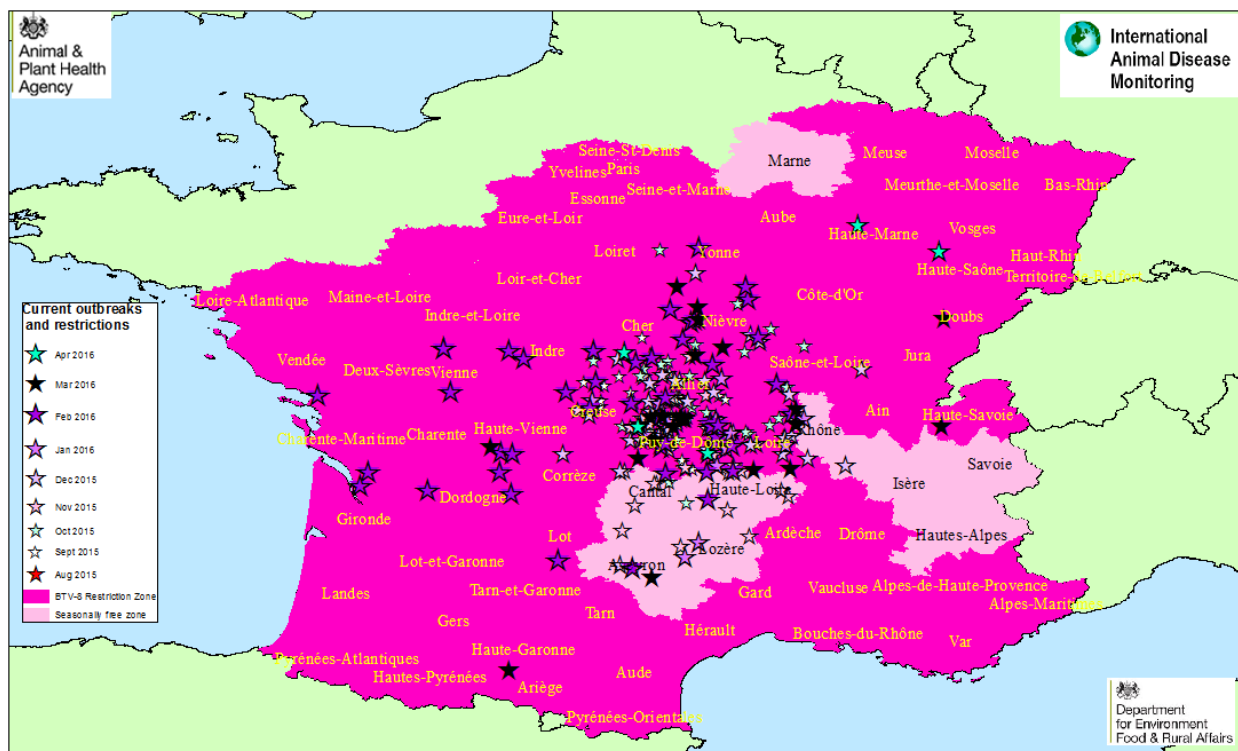 Animal &
Plant Health
Agency
International
Animal Disease
Monitoring
Seine-St-Denis
Marne
Meuse
Moselle
Yvelines
Paris
Essonne
Seine-et-Marne
Meurthe-et-Moselle
Bas-Rhin
Eure-et-Loir
Aube
Haute-Marne
Vosges
Loiret
Yonne
Haut-Rhin
Haute-Saône
Territoire-de-Belfort
Loir-et-Cher
Côte-d'Or
Loire-Atlantique
Maine-et-Loire
Indre-et-Loire
Cher
Nièvre
Doubs
Vendée
Deux-Sèvres
Vienne
Indre
Saône-et-Loire
Jura
Allier
Creuse
Ain
Haute-Savoie
Charente-Maritime
Charente
Haute-Vienne
Puy-de-Dôme
Loire
Rhône
Savoie
Corrèze
Isère
Cantal
Haute-Loire
Dordogne
Gironde
Lot
Ardèche
Drôme
Hautes-Alpes
Lozère
Lot-et-Garonne
Aveyron
Landes
Tarn-et-Garonne
Gard
Vaucluse
Alpes-de-Haute-Provence
Alpes-Maritimes
Gers
Tarn
Hérault
Bouches-du-Rhône
Var
Pyrénées-Atlantiques
Haute-Garonne
Hautes-Pyrénées
Ariège
Aude
Pyrénées-Orientales
Current outbreaks
and restrictions
Apr 2016
Mar 2016
Feb 2016
Jan 2016
Dec 2015
Nov 2015
Oct 2015
Sept 2015
Aug 2015
BTV-8 Restriction Zone
Seasonally free zone
Department
for Environment
Food & Rural Affairs